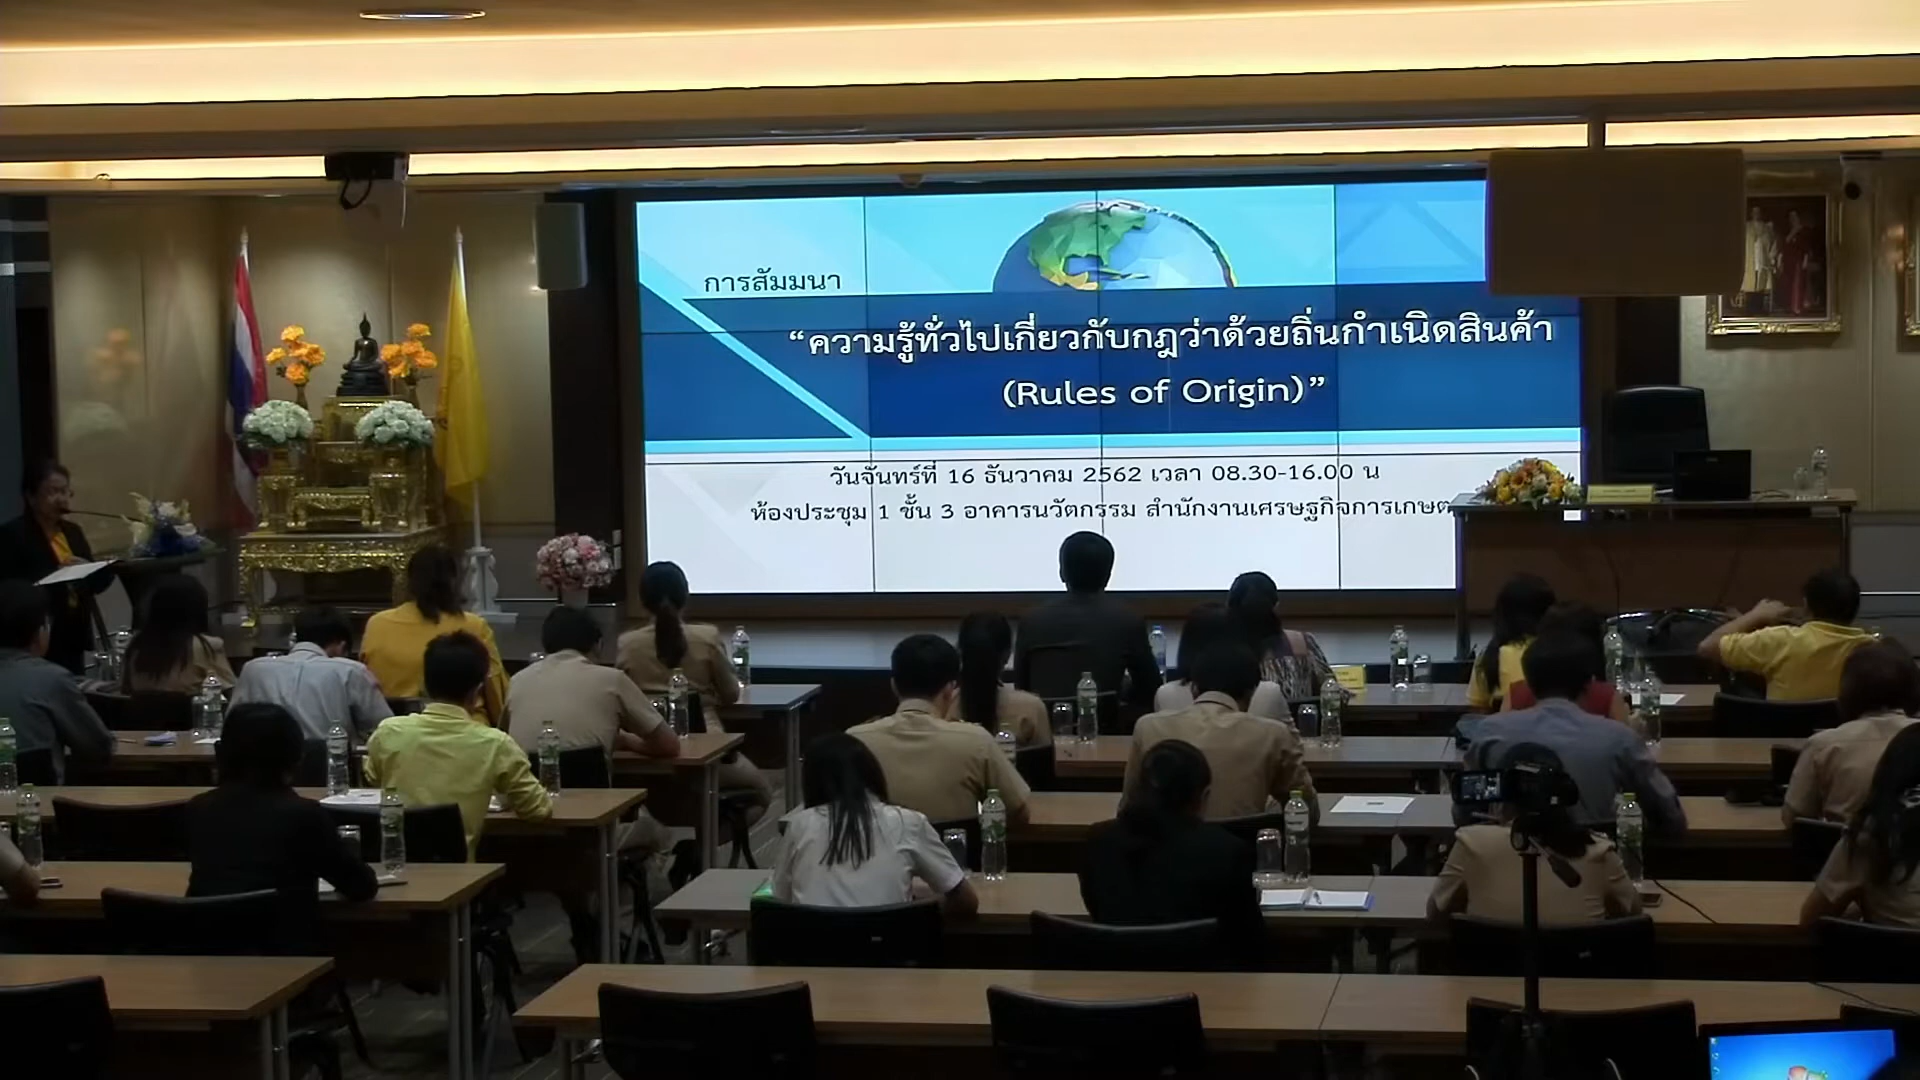 การสัมมนา
“ความรู้ทั่วไปเกี่ยวกับกฎว่าด้วยถิ่นกำเนิดสินค้า
(Rules of Origin)”
วันจันทร์ที่ 16 ธันวาคม 2562 เวลา 08.30-16.00 น
ห้องประชุม 1 ชั้น 3 อาคารนวัตกรรม สำนักงานเศรษฐกิจการเกษต